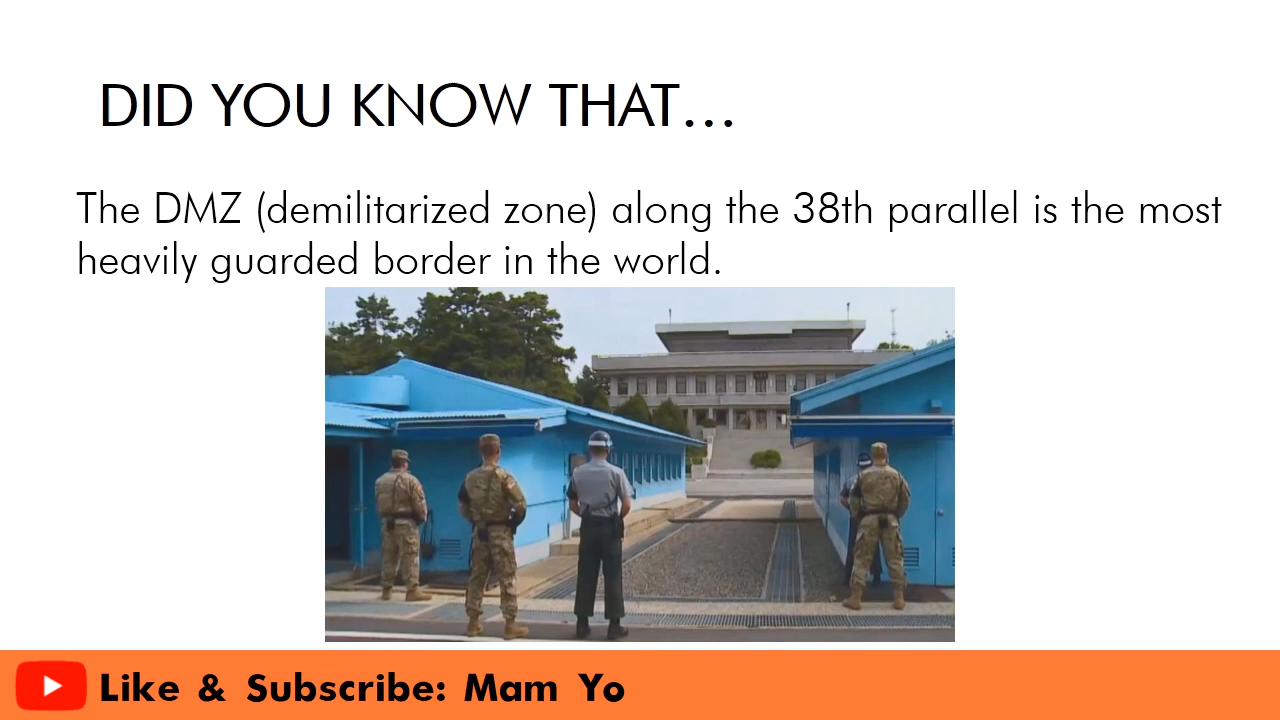 DID YOU KNOW THAT…
The DMZ (demilitarized zone) along the 38th parallel is the most
heavily guarded border in the world.
Like & Subscribe: Mam Yo